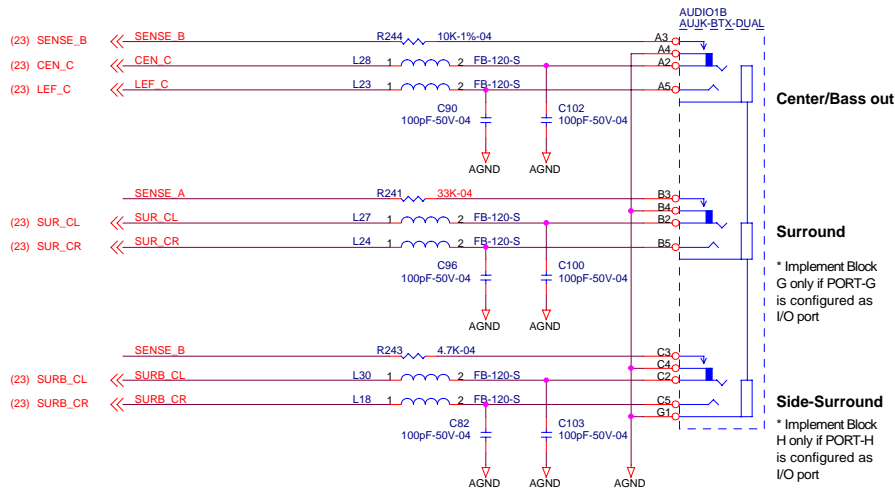 AUDIO1B
AUJK-BTX-DUAL
(23) SENSE_B SENSE_B R244 10K-1%-04 A3
A4
(23) CEN_C CEN_C L28 1 2 FB-120-S A2
(23) LEF_C LEF_C L23 1 2 FB-120-S A5
Center/Bass out
C90 C102
100pF-50V-04 100pF-50V-04
AGND AGND
SENSE_A R241 33K-04 B3
B4
(23) SUR_CL SUR_CL L27 1 2 FB-120-S B2
(23) SUR_CR SUR_CR L24 1 2 FB-120-S B5
Surround
* Implement Block
G only if PORT-G
is configured as
I/O port
C96 C100
100pF-50V-04 100pF-50V-04
AGND AGND
SENSE_B R243 4.7K-04 C3
C4
(23) SURB_CL SURB_CL L30 1 2 FB-120-S C2
(23) SURB_CR SURB_CR L18 1 2 FB-120-S C5
G1
Side-Surround
* Implement Block
H only if PORT-H
is configured as
I/O port
C82 C103
100pF-50V-04 100pF-50V-04
AGND AGND AGND